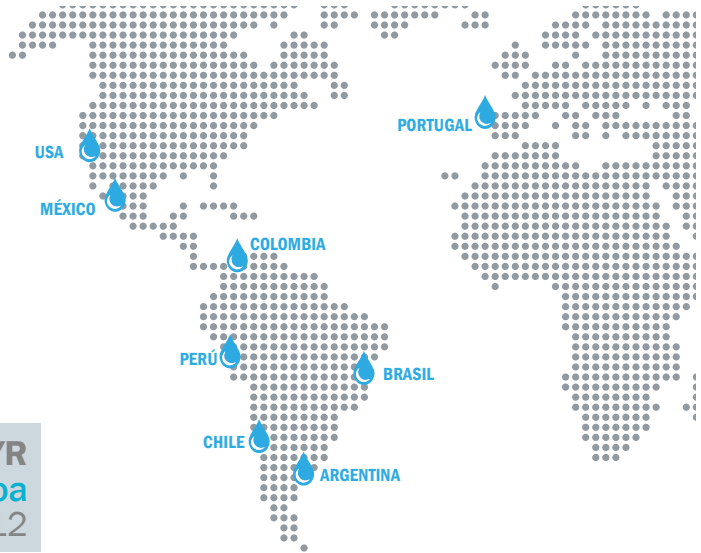 PORTUGAL
USA
MÉXICO
COLOMBIA
PERÚ
BRASIL
CHILE
ARGENTINA